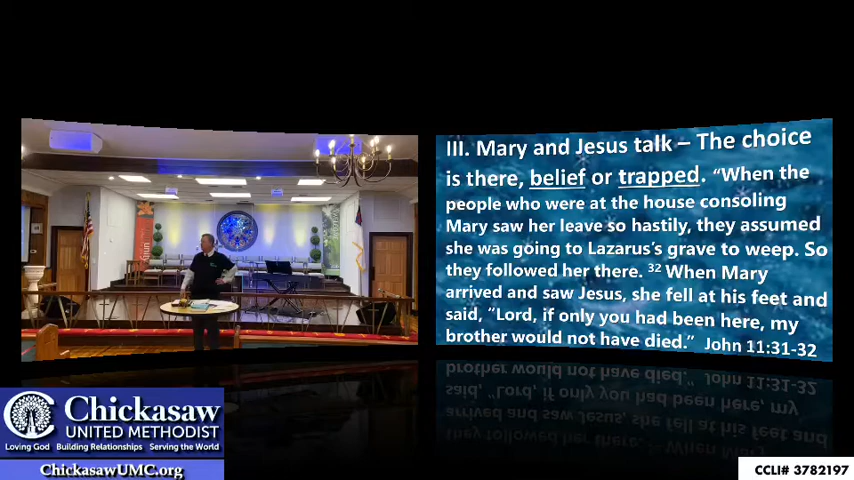 III. Mary and Jesus talk – The choice
is there, belief or trapped. “When the
people who were at the house consoling
Mary saw her leave so hastily, they assumed
she was going to Lazarus’s grave to weep. So
they followed her there. ³² When Mary
arrived and saw Jesus, she fell at his feet and
said, “Lord, if only you had been here, my
brother would not have died.” John 11:31-32
Chickasaw
UNITED METHODIST
Loving God Building Relationships Serving the World
ChickasawUMC.org
CCLI# 3782197